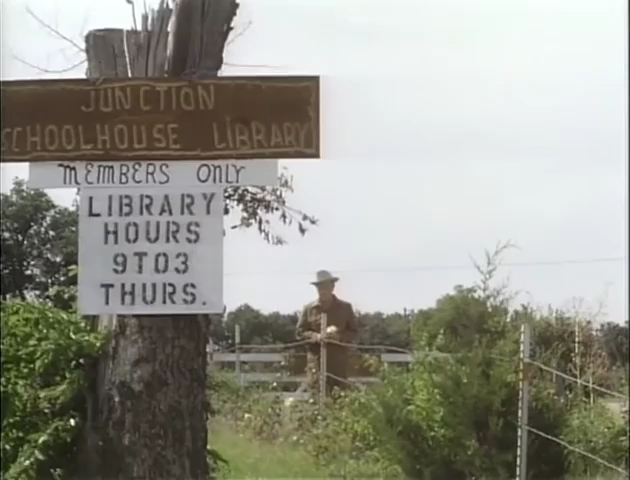 JUNCTION
SCHOOLHOUSE LIBRARY
MEMBERS ONLY
LIBRARY
HOURS
9TO3
THURS.